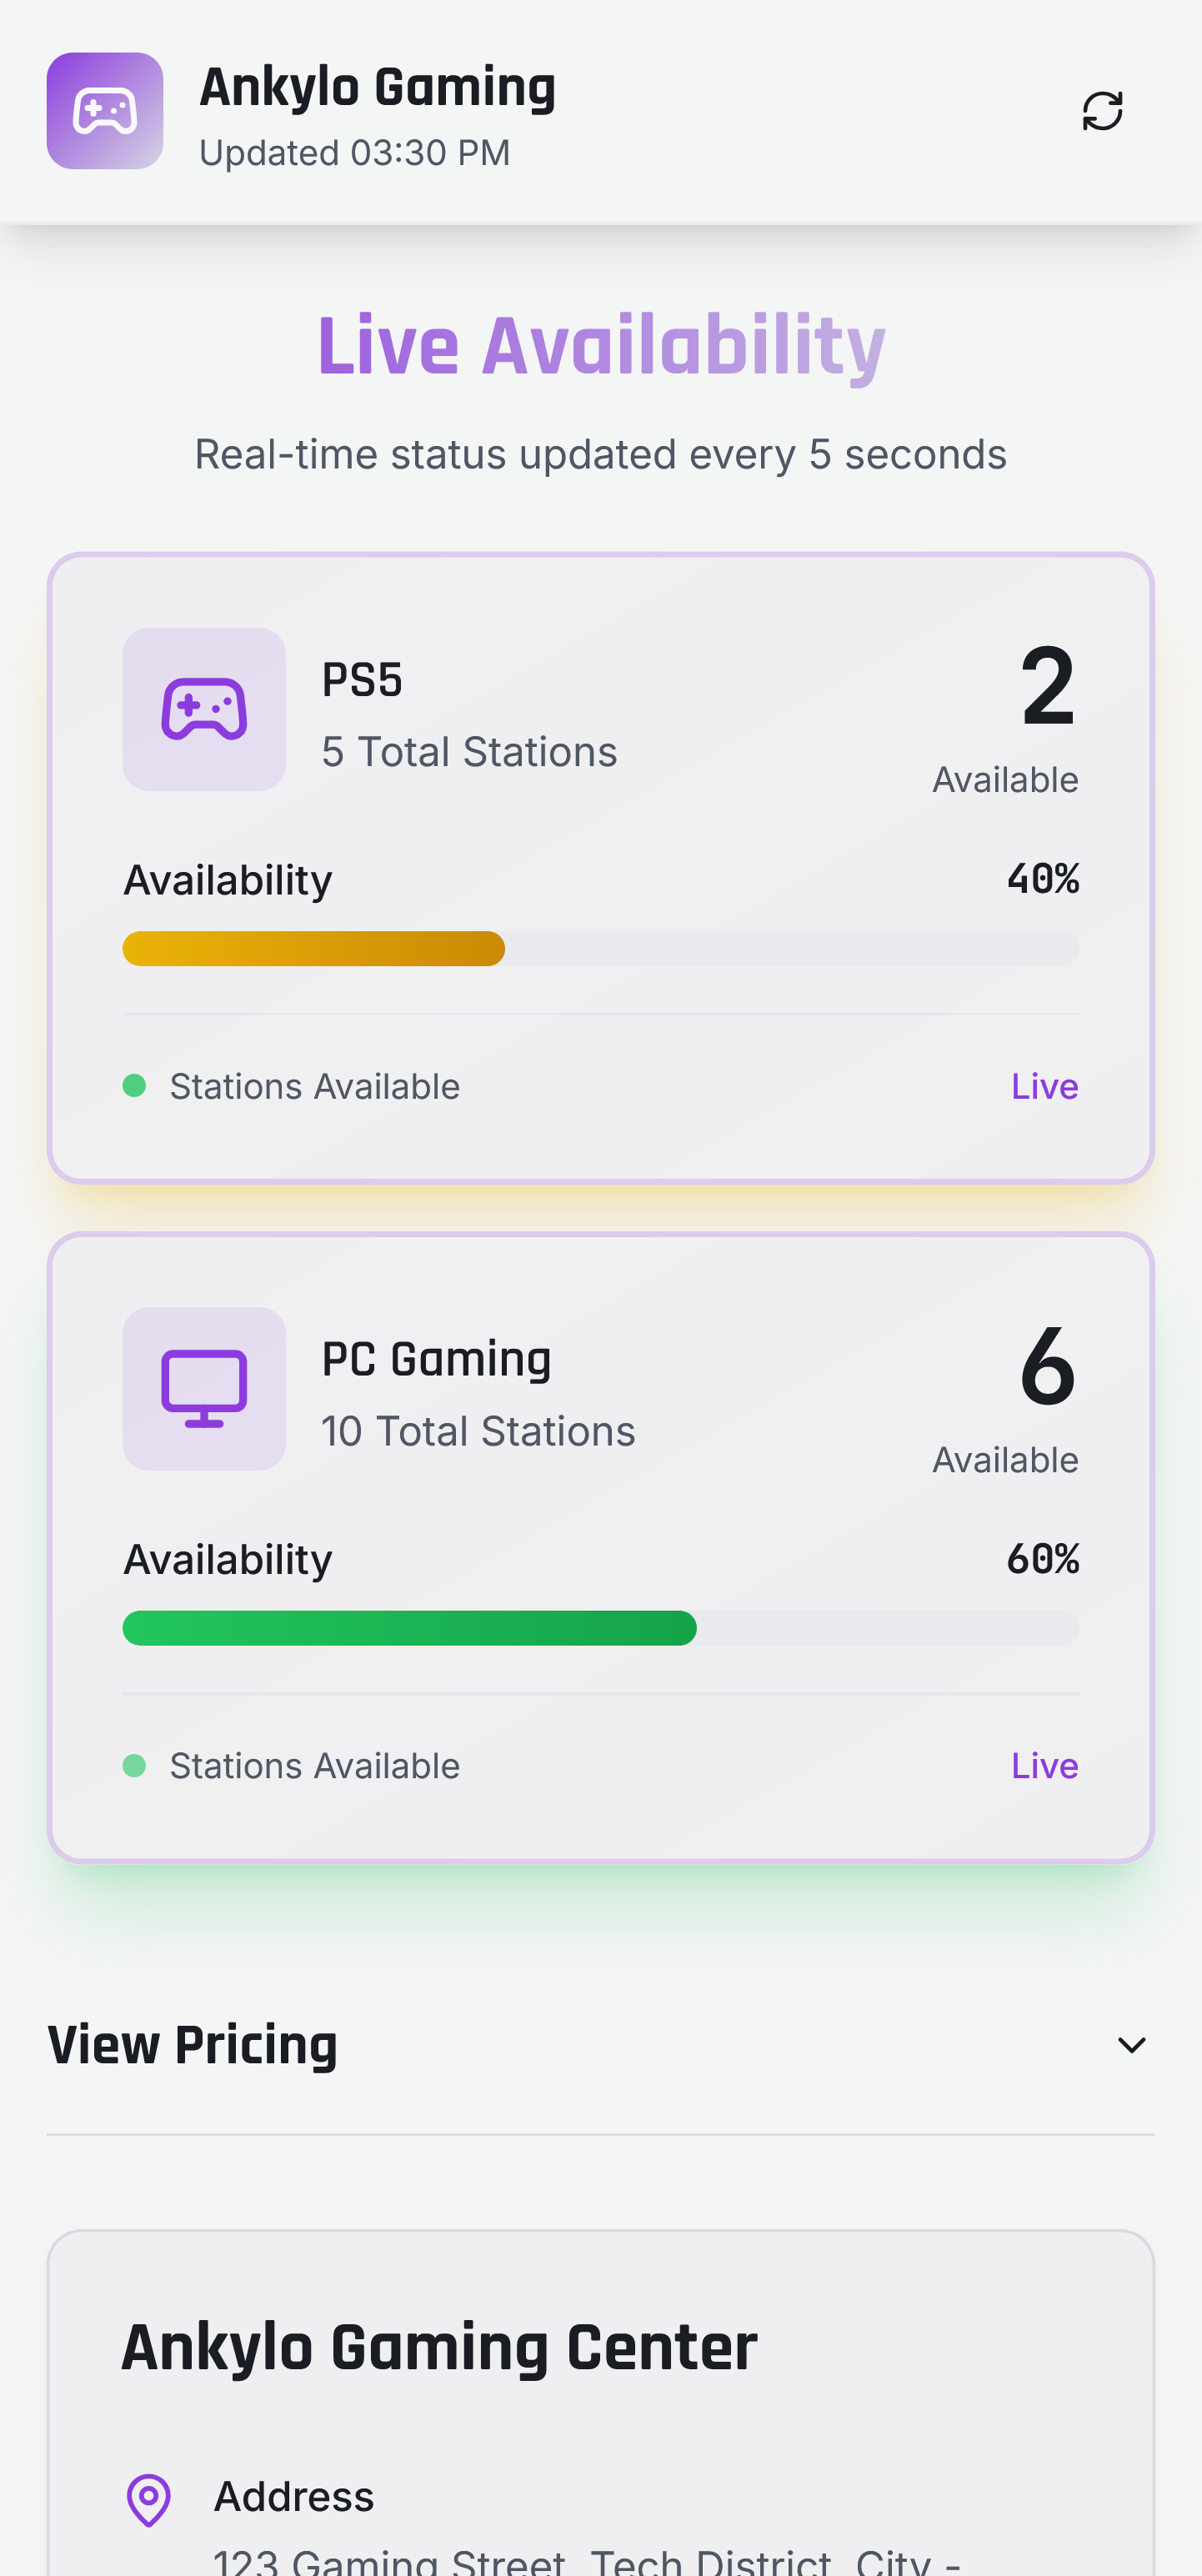 Ankylo Gaming
Updated 03:30 PM
Live Availability
Real-time status updated every 5 seconds
PS5
5 Total Stations
2
Available
Availability
40%
Stations Available
Live
PC Gaming
10 Total Stations
6
Available
Availability
60%
Stations Available
Live
View Pricing
Ankylo Gaming Center
Address
123 Gaming Street, Tech District, City -